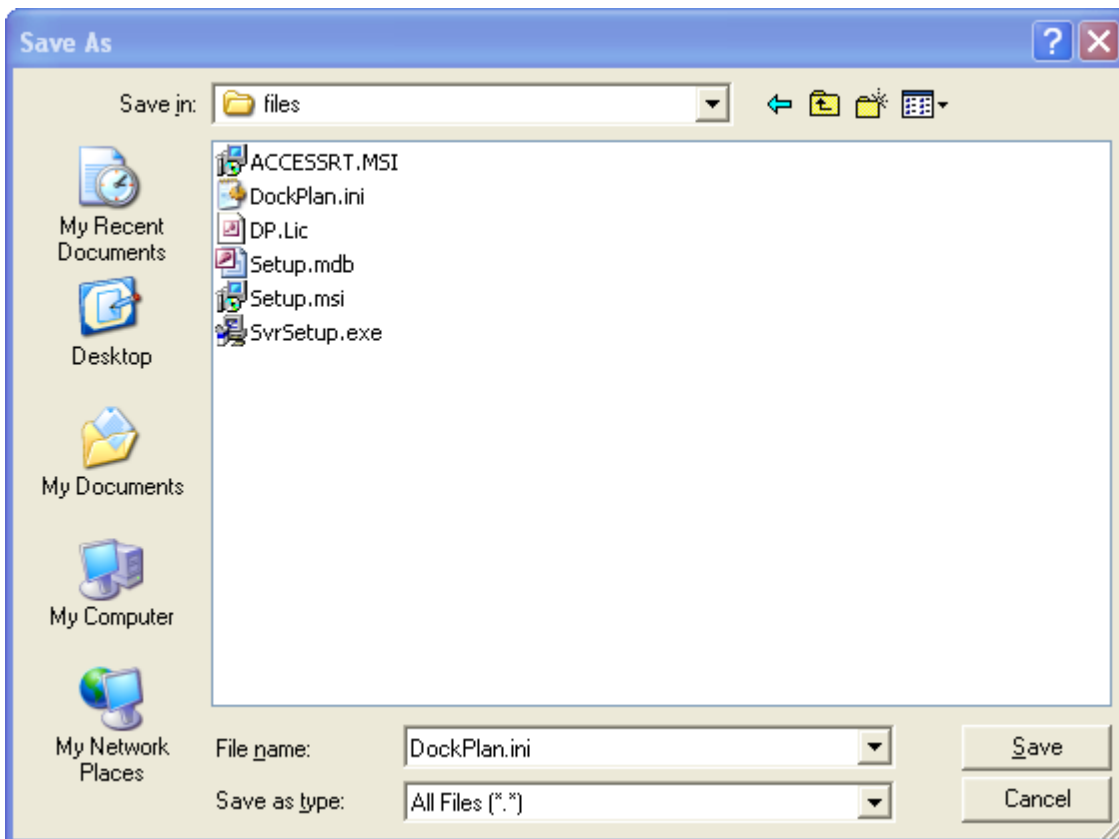 Save As
Save in: files
ACCESSRT.MSI
DockPlan.ini
DP.Lic
Setup.mdb
Setup.msi
SvrSetup.exe
My Recent
Documents
Desktop
My Documents
My Computer
My Network
Places
File name: DockPlan.ini Save
Save as type: All Files (*.*) Cancel